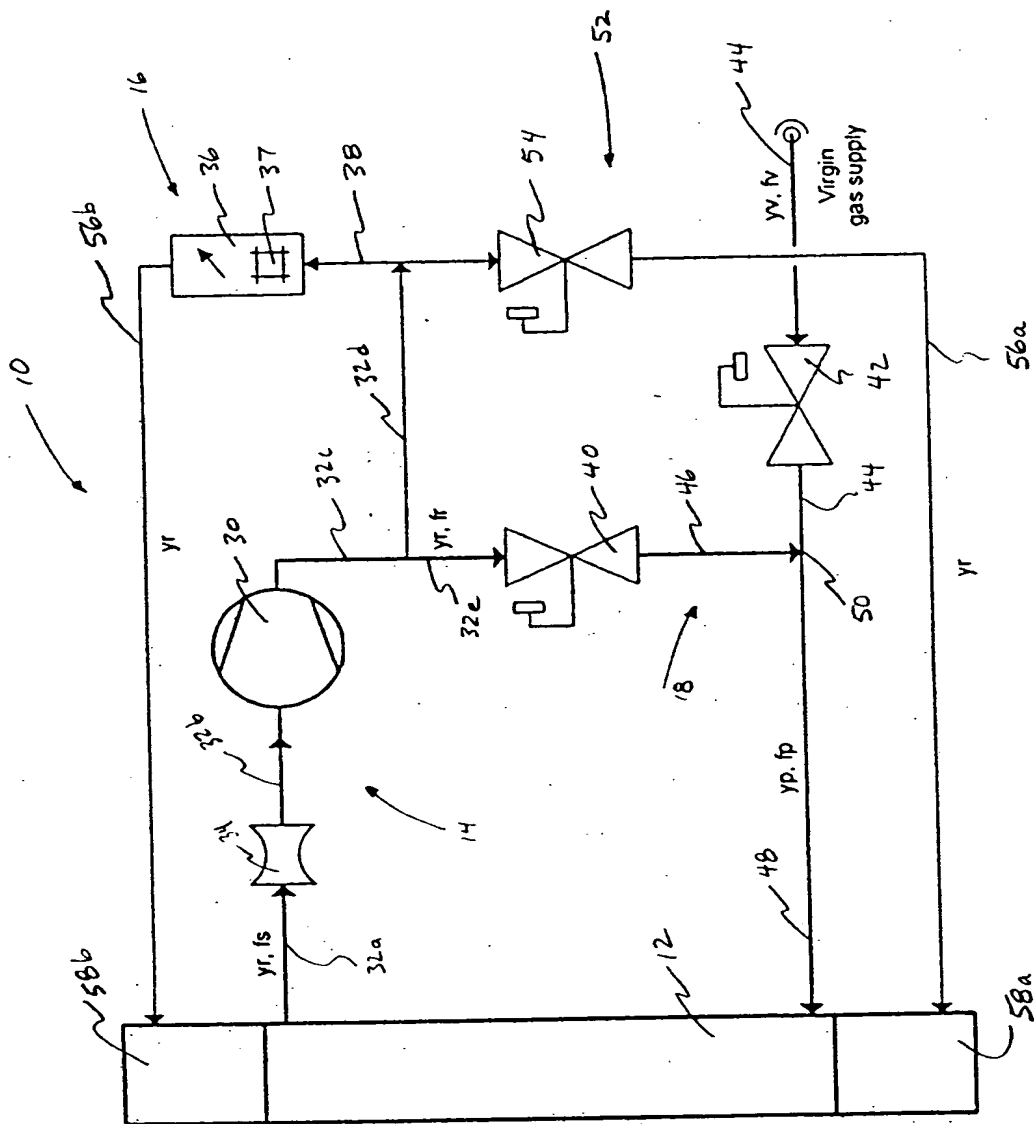 10
16
36
37
56b
yr
38
52
54
44
yv, fv
Virgin
gas supply
32d
30
32c
yr, fr
32e
40
46
42
44
50
56a
18
yr
32b
34
14
yr, fs
32a
yp, fp
48
12
58b
58a